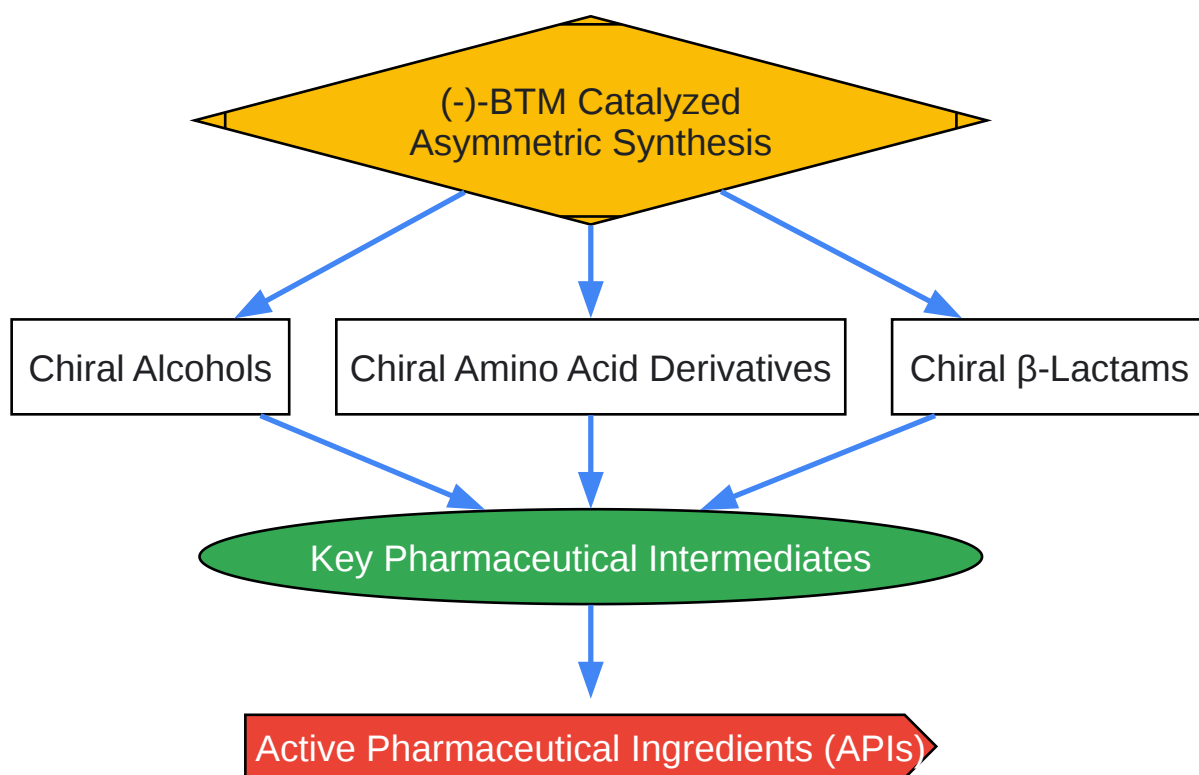 (-)-BTM Catalyzed
Asymmetric Synthesis
Chiral Alcohols
Chiral Amino Acid Derivatives
Chiral β-Lactams
Key Pharmaceutical Intermediates
Active Pharmaceutical Ingredients (APIs)